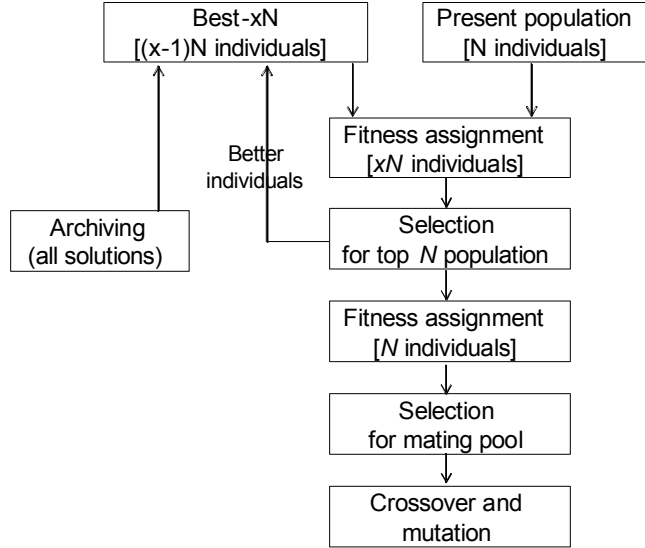 Best-xN
[(x-1)N individuals]
Present population
[N individuals]
Fitness assignment
[xN individuals]
Better
individuals
Archiving
(all solutions)
Selection
for top N population
Fitness assignment
[N individuals]
Selection
for mating pool
Crossover and
mutation